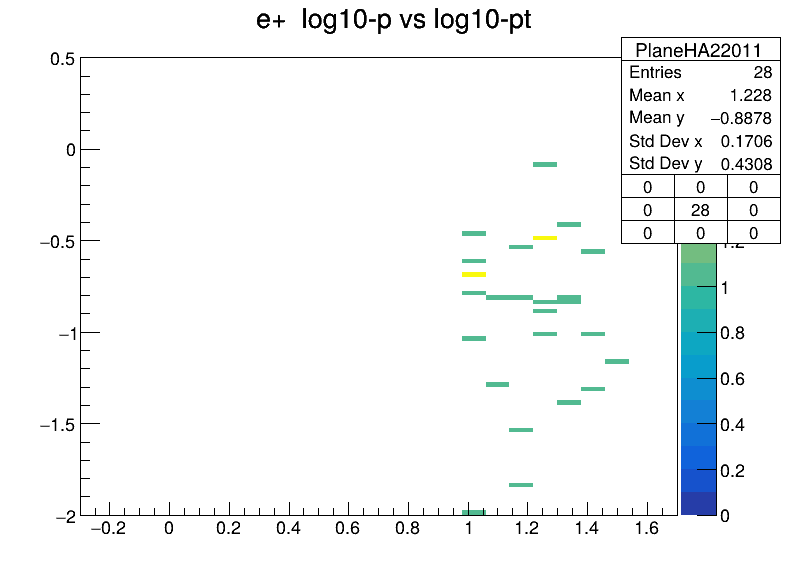 e+ log10-p vs log10-pt
PlaneHA22011
Entries 28
Mean x 1.228
Mean y −0.8878
Std Dev x 0.1706
Std Dev y 0.4308
0 0 0
0 28 0
0 0 0
0.5
0
−0.5
−1
−1.5
−2
−0.2 0 0.2 0.4 0.6 0.8 1 1.2 1.4 1.6
1.2
1
0.8
0.6
0.4
0.2
0